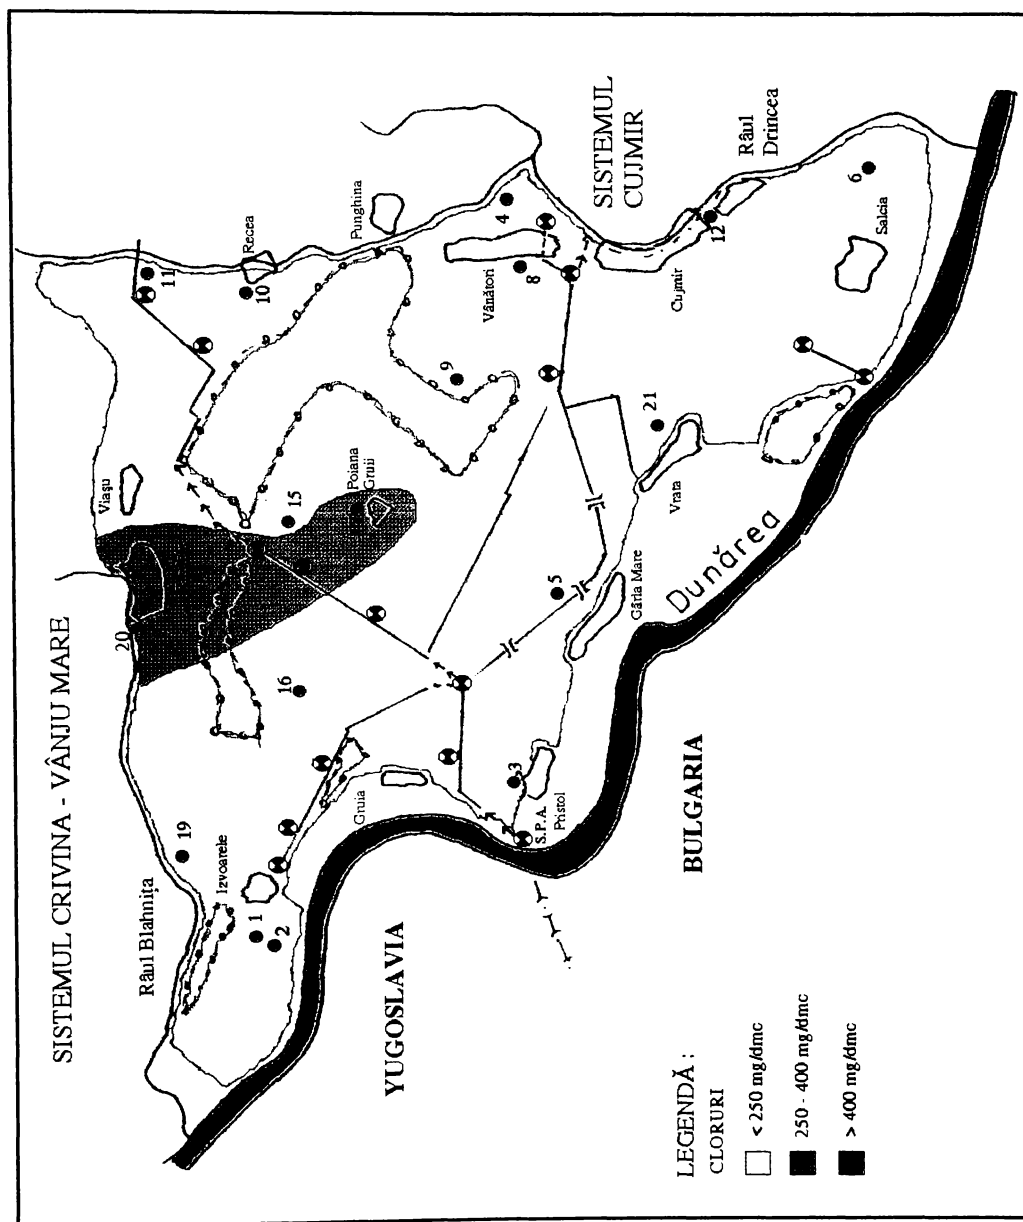 SISTEMUL CRIVINA - VÂNJU MARE
Râul Blahnița
Izvoarele
19
1
2
20
16
Viașu
15
Poiana
Gruii
11
10
Recea
Punghina
9
Vânători
8
4
SISTEMUL
CUJMIR
Râul
Drincea
12
Cujmir
6
Salcia
21
Vrata
5
Gârla Mare
Gruia
3
S.P.A.
Pristol
Dunărea
YUGOSLAVIA
BULGARIA
LEGENDĂ :
CLORURI
< 250 mg/dmc
250 - 400 mg/dmc
> 400 mg/dmc